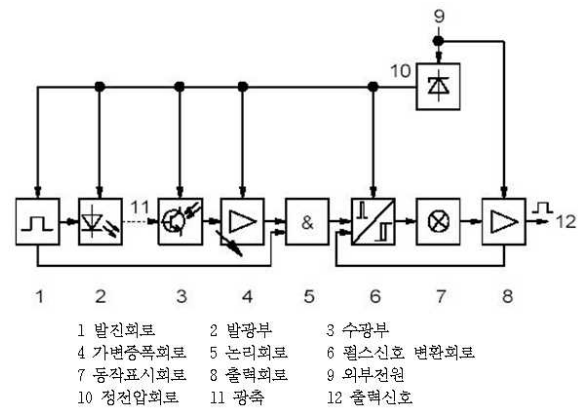 9
10
11
&
12
1 2 3 4 5 6 7 8
1 발진회로 2 발광부 3 수광부
4 가변증폭회로 5 논리회로 6 펄스신호 변환회로
7 동작표시회로 8 출력회로 9 외부전원
10 정전압회로 11 광축 12 출력신호